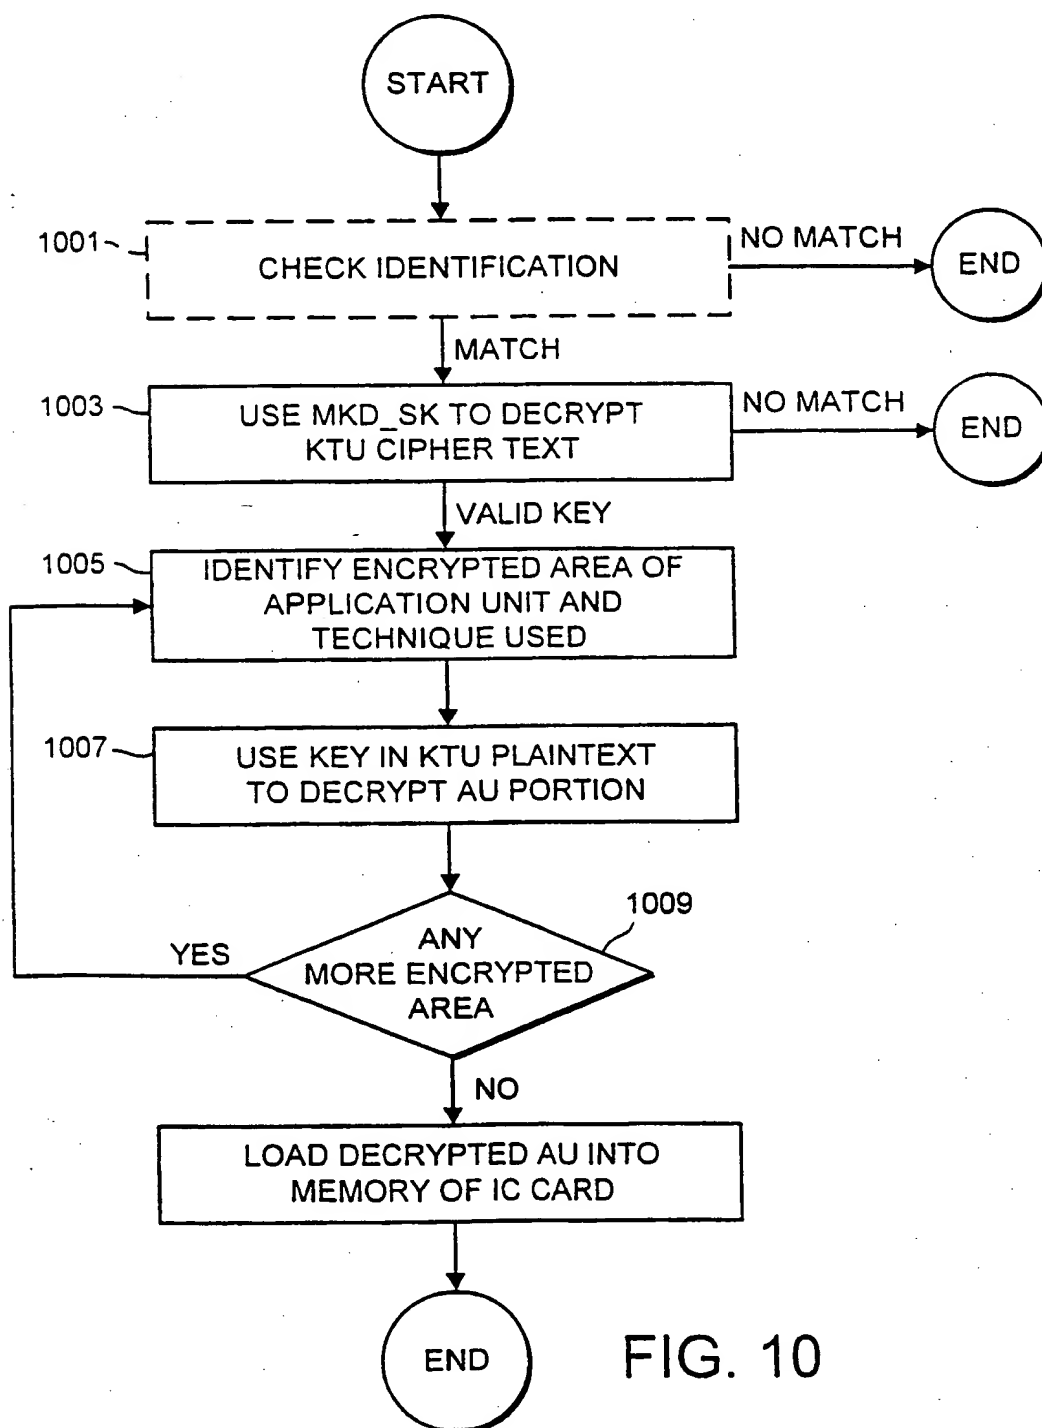 START
1001
CHECK IDENTIFICATION
NO MATCH
END
MATCH
1003
USE MKD_SK TO DECRYPT
KTU CIPHER TEXT
NO MATCH
END
VALID KEY
1005
IDENTIFY ENCRYPTED AREA OF
APPLICATION UNIT AND
TECHNIQUE USED
1007
USE KEY IN KTU PLAINTEXT
TO DECRYPT AU PORTION
1009
YES
ANY
MORE ENCRYPTED
AREA
NO
LOAD DECRYPTED AU INTO
MEMORY OF IC CARD
END
FIG. 10